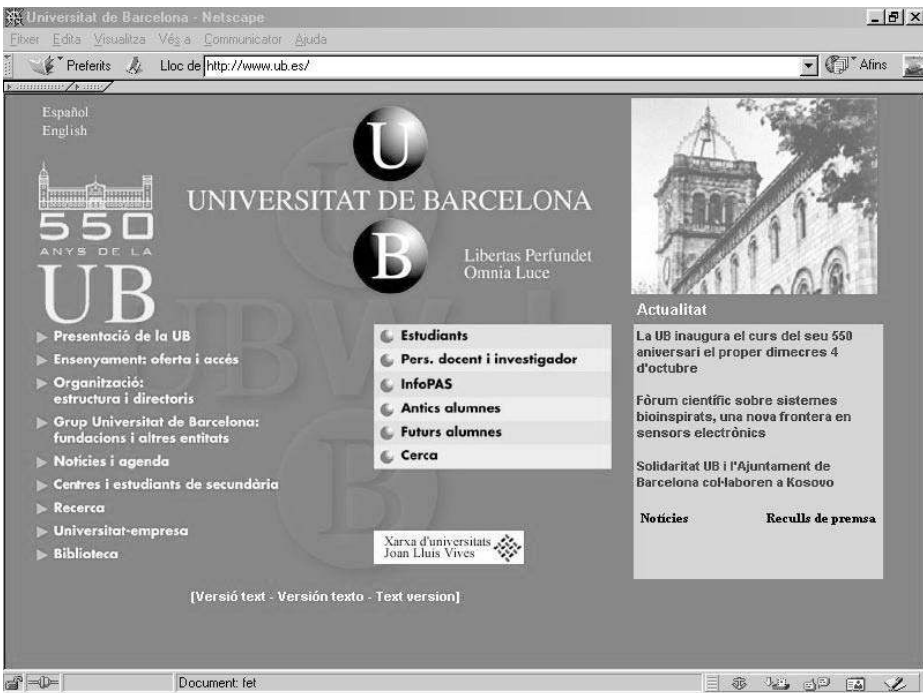 Universitat de Barcelona - Netscape
Fitxer Edita Visualitza Vés a Communicator Ajuda
Preferits Lloc de http://www.ub.es/ Afins
Español
English
550
ANYS DE LA
UB
U
UNIVERSITAT DE BARCELONA
B
Libertas Perfundet
Omnia Luce
Presentació de la UB
Ensenyament: oferta i accés
Organització:
estructura i directoris
Grup Universitat de Barcelona:
fundacions i altres entitats
Notícies i agenda
Centres i estudiants de secundària
Recerca
Universitat-empresa
Biblioteca
Estudiants
Pers. docent i investigador
InfoPAS
Antics alumnes
Futurs alumnes
Cerca
Xarxa d'universitats
Joan Lluís Vives
Actualitat
La UB inaugura el curs del seu 550
aniversari el proper dimecres 4
d'octubre
Fòrum científic sobre sistemes
bioinspirats, una nova frontera en
sensors electrònics
Solidaritat UB i l'Ajuntament de
Barcelona col·laboren a Kosovo
Notícies Reculls de premsa
[Versió text - Versión texto - Text version]
Document: fet